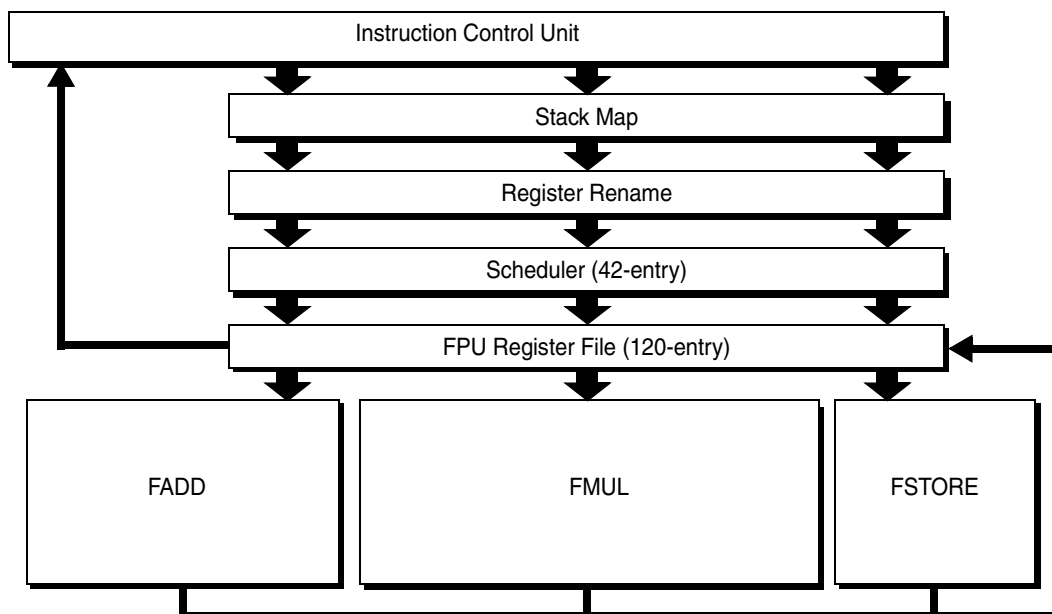 Instruction Control Unit
Stack Map
Register Rename
Scheduler (42-entry)
FPU Register File (120-entry)
FADD
FMUL
FSTORE